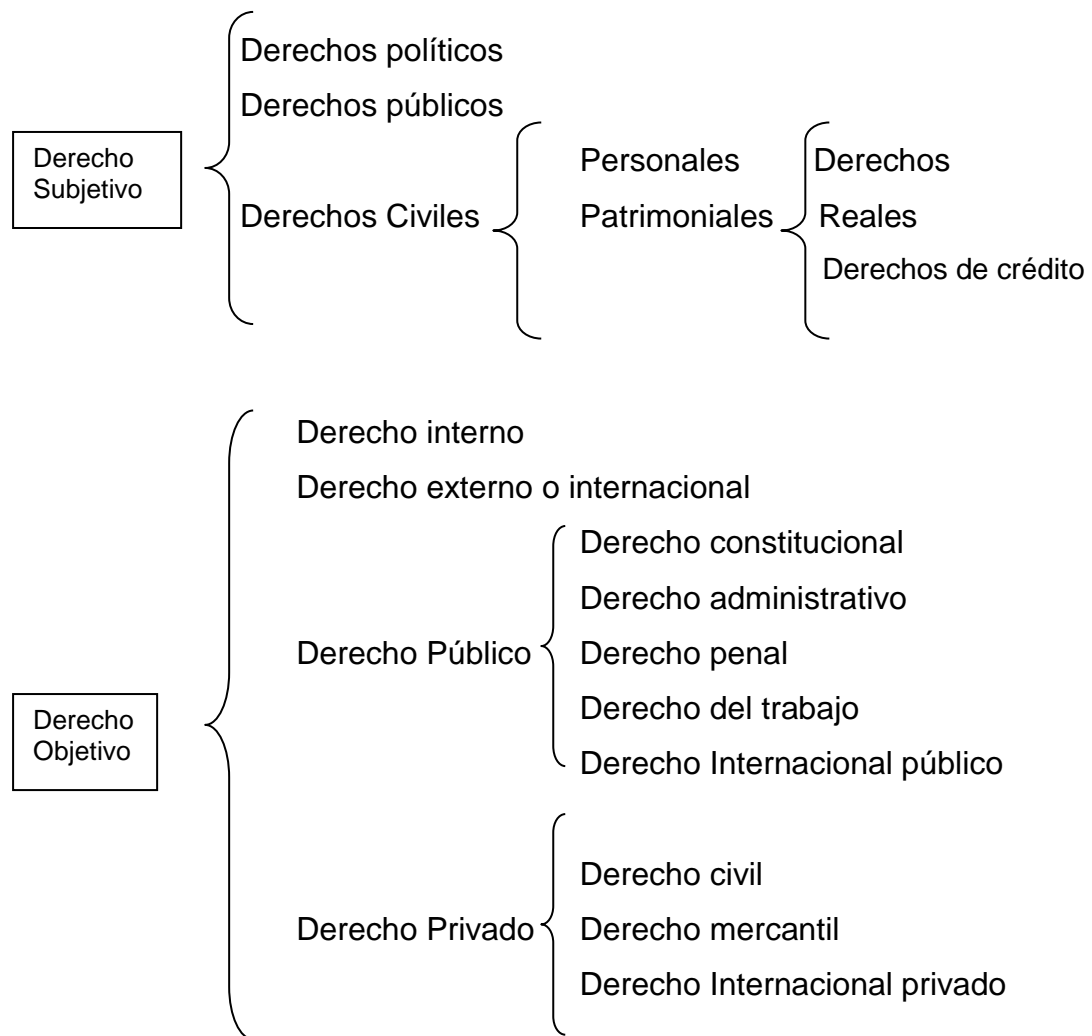 Derechos políticos
Derechos públicos
Derecho
Subjetivo
Derechos Civiles
Personales
Patrimoniales
Derechos
Reales
Derechos de crédito
Derecho interno
Derecho externo o internacional
Derecho constitucional
Derecho administrativo
Derecho Público
Derecho penal
Derecho del trabajo
Derecho Internacional público
Derecho
Objetivo
Derecho civil
Derecho Privado
Derecho mercantil
Derecho Internacional privado